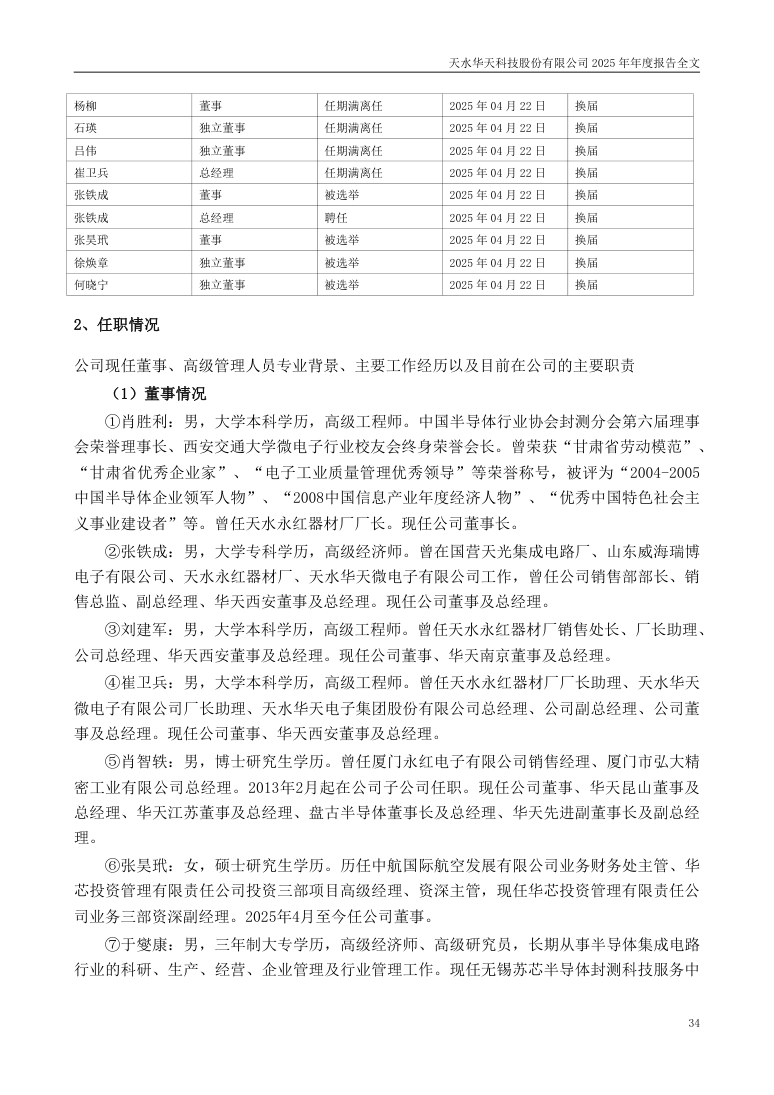 天水华天科技股份有限公司 2025 年年度报告全文
杨柳 董事 任期满离任 2025 年 04 月 22 日 换届
石瑛 独立董事 任期满离任 2025 年 04 月 22 日 换届
吕伟 独立董事 任期满离任 2025 年 04 月 22 日 换届
崔卫兵 总经理 任期满离任 2025 年 04 月 22 日 换届
张铁成 董事 被选举 2025 年 04 月 22 日 换届
张铁成 总经理 聘任 2025 年 04 月 22 日 换届
张昊玳 董事 被选举 2025 年 04 月 22 日 换届
徐焕章 独立董事 被选举 2025 年 04 月 22 日 换届
何晓宁 独立董事 被选举 2025 年 04 月 22 日 换届
2、任职情况
公司现任董事、高级管理人员专业背景、主要工作经历以及目前在公司的主要职责
（1）董事情况
①肖胜利：男，大学本科学历，高级工程师。中国半导体行业协会封测分会第六届理事
会荣誉理事长、西安交通大学微电子行业校友会终身荣誉会长。曾荣获“甘肃省劳动模范”、
“甘肃省优秀企业家”、“电子工业质量管理优秀领导”等荣誉称号，被评为“2004-2005
中国半导体企业领军人物”、“2008中国信息产业年度经济人物”、“优秀中国特色社会主
义事业建设者”等。曾任天水永红器材厂厂长。现任公司董事长。
②张铁成：男，大学专科学历，高级经济师。曾在国营天光集成电路厂、山东威海瑞博
电子有限公司、天水永红器材厂、天水华天微电子有限公司工作，曾任公司销售部部长、销
售总监、副总经理、华天西安董事及总经理。现任公司董事及总经理。
③刘建军：男，大学本科学历，高级工程师。曾任天水永红器材厂销售处长、厂长助理、
公司总经理、华天西安董事及总经理。现任公司董事、华天南京董事及总经理。
④崔卫兵：男，大学本科学历，高级工程师。曾任天水永红器材厂厂长助理、天水华天
微电子有限公司厂长助理、天水华天电子集团股份有限公司总经理、公司副总经理、公司董
事及总经理。现任公司董事、华天西安董事及总经理。
⑤肖智轶：男，博士研究生学历。曾任厦门永红电子有限公司销售经理、厦门市弘大精
密工业有限公司总经理。2013年2月起在公司子公司任职。现任公司董事、华天昆山董事及
总经理、华天江苏董事及总经理、盘古半导体董事长及总经理、华天先进副董事长及副总经
理。
⑥张昊玳：女，硕士研究生学历。历任中航国际航空发展有限公司业务财务处主管、华
芯投资管理有限责任公司投资三部项目高级经理、资深主管，现任华芯投资管理有限责任公
司业务三部资深副经理。2025年4月至今任公司董事。
⑦于燮康：男，三年制大专学历，高级经济师、高级研究员，长期从事半导体集成电路
行业的科研、生产、经营、企业管理及行业管理工作。现任无锡苏芯半导体封测科技服务中
34